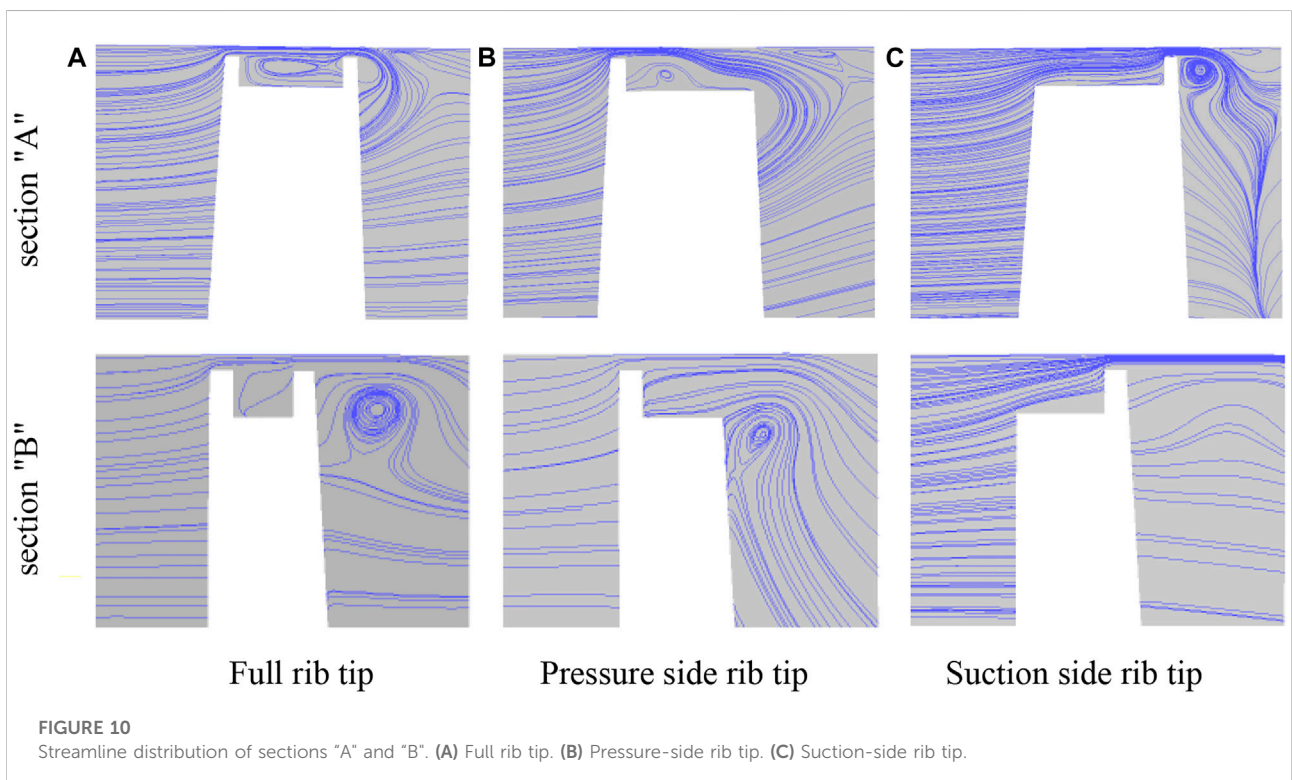 A
B
C
section "A"
section "B"
Full rib tip
Pressure side rib tip
Suction side rib tip
FIGURE 10
Streamline distribution of sections “A” and “B”. (A) Full rib tip. (B) Pressure-side rib tip. (C) Suction-side rib tip.